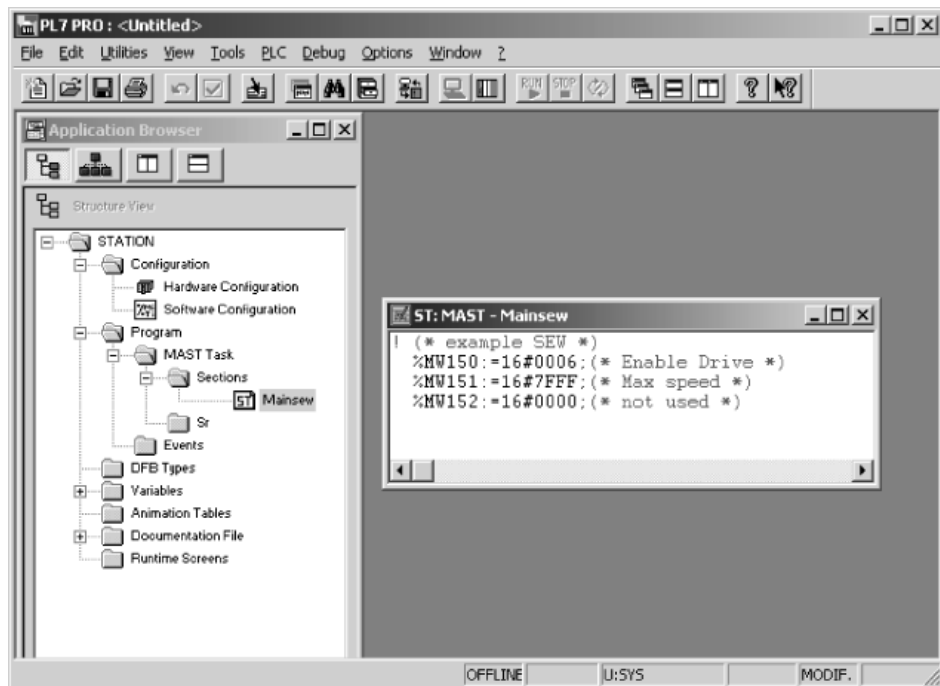 PL7 PRO : <Untitled>
File Edit Utilities View Tools PLC Debug Options Window ?
RUN STOP
Application Browser
Structure View
STATION
Configuration
Hardware Configuration
Software Configuration
Program
MAST Task
Sections
ST Mainsew
Sr
Events
DFB Types
Variables
Animation Tables
Documentation File
Runtime Screens
ST: MAST - Mainsew
! (* example SEW *)
%MW150:=16#0006;(* Enable Drive *)
%MW151:=16#7FFF;(* Max speed *)
%MW152:=16#0000;(* not used *)
OFFLINE U:SYS MODIF.